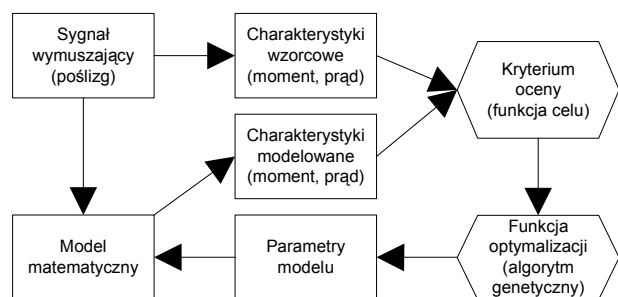 Sygnał
wymuszający
(poślizg)
Charakterystyki
wzorcowe
(moment, prąd)
Kryterium
oceny
(funkcja celu)
Charakterystyki
modelowane
(moment, prąd)
Model
matematyczny
Parametry
modelu
Funkcja
optymalizacji
(algorytm
genetyczny)